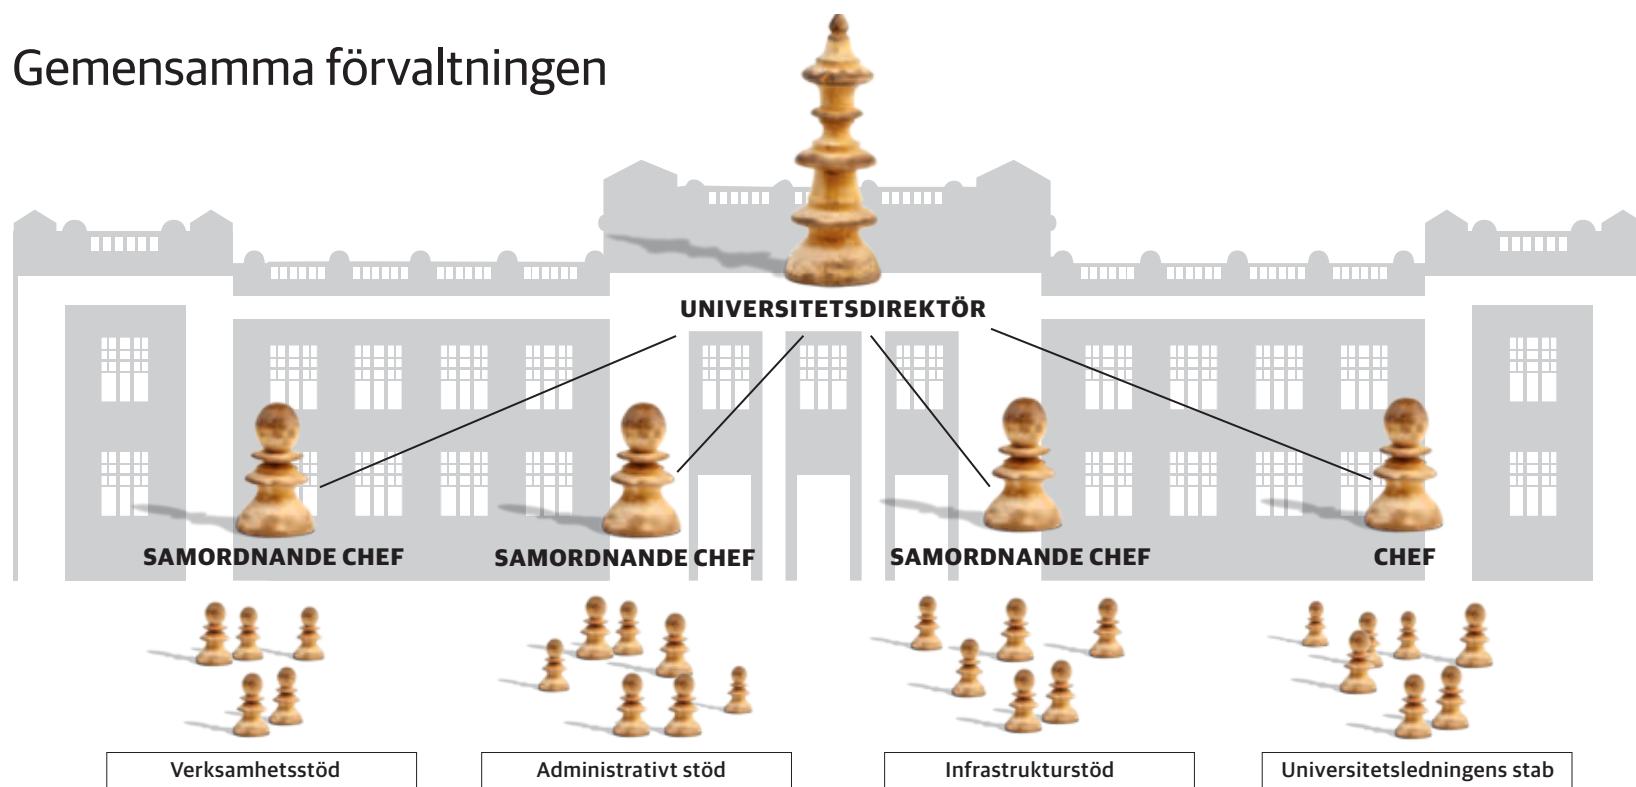 Gemensamma förvaltningen
UNIVERSITETSDIREKTÖR
SAMORDNANDE CHEF
SAMORDNANDE CHEF
SAMORDNANDE CHEF
CHEF
Verksamhetsstöd
Administrativt stöd
Infrastrukturstöd
Universitetsledningens stab